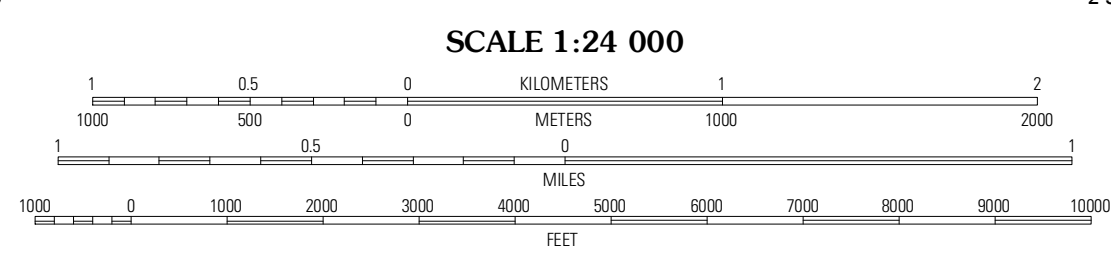 SCALE 1:24 000
1 0.5 0 KILOMETERS 1 2
1000 500 0 METERS 1000 2000
1 0.5 0 1
MILES
1000 0 1000 2000 3000 4000 5000 6000 7000 8000 9000 10000
FEET